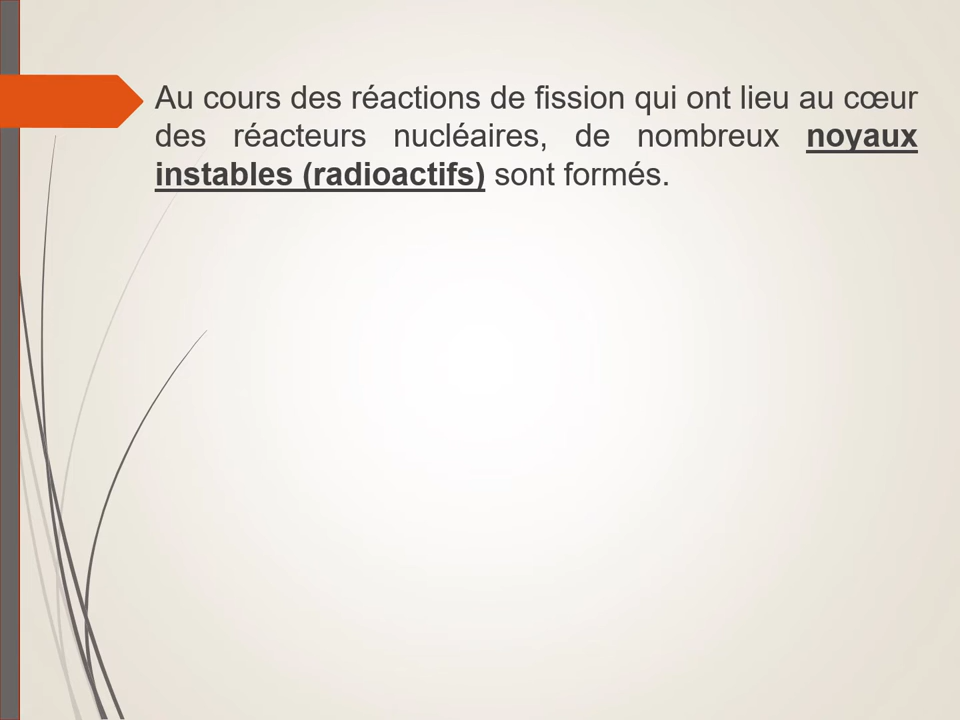 Au cours des réactions de fission qui ont lieu au cœur
des réacteurs nucléaires, de nombreux noyaux
instables (radioactifs) sont formés.